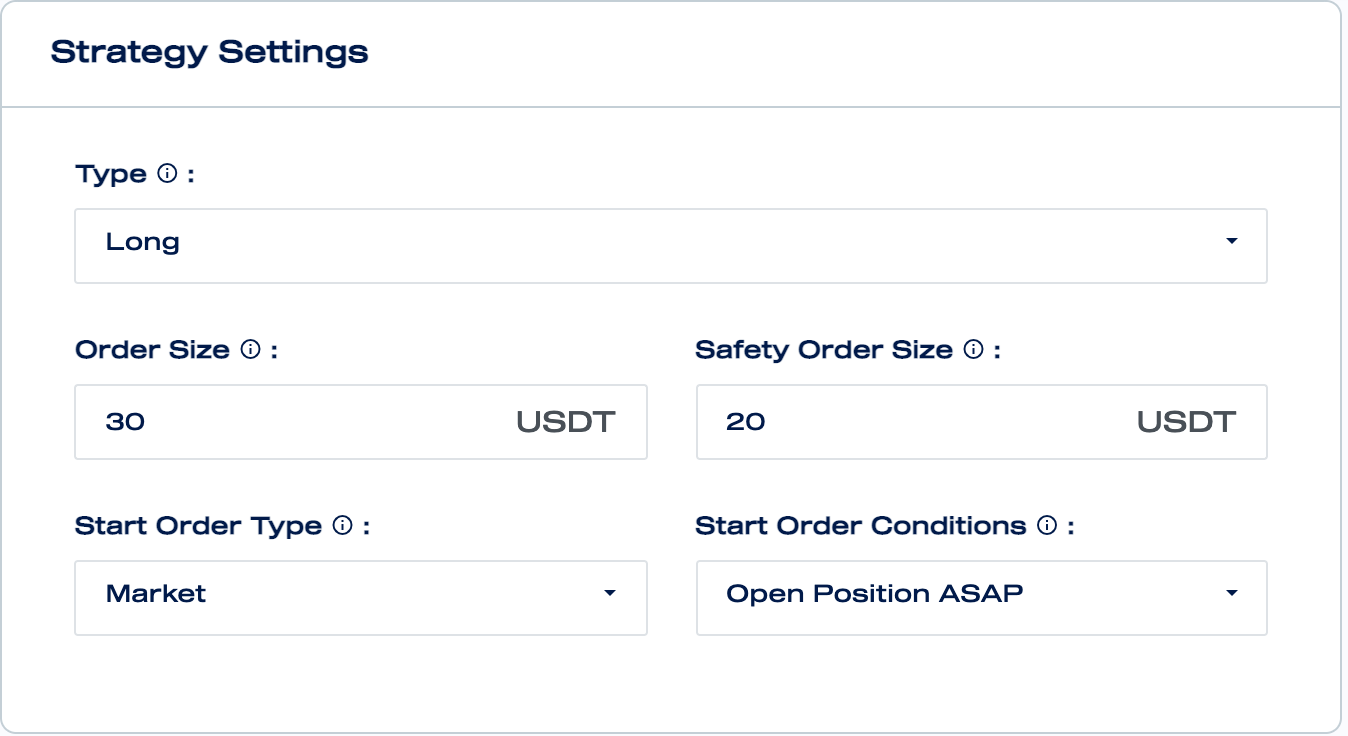 Strategy Settings
Type ⓘ :
Long
Order Size ⓘ :
Safety Order Size ⓘ :
30 USDT
20 USDT
Start Order Type ⓘ :
Start Order Conditions ⓘ :
Market
Open Position ASAP